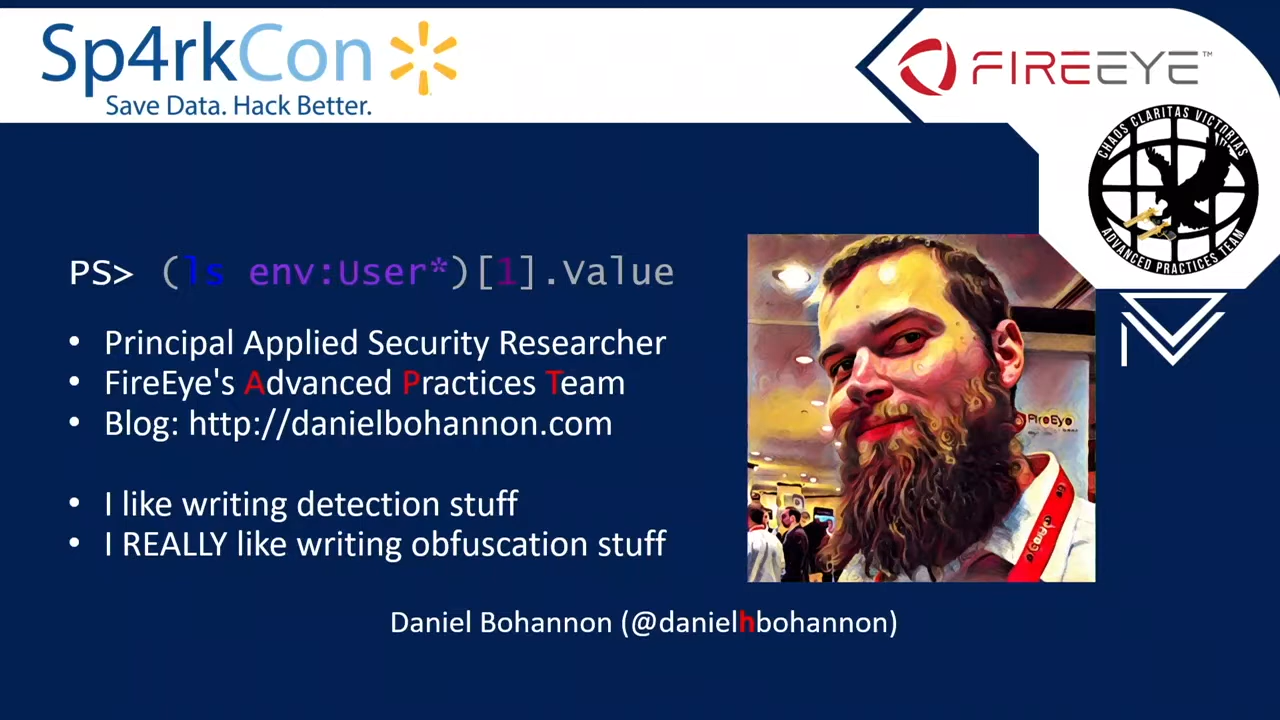 Sp4rkCon
Save Data. Hack Better.
FIREEYE™
CHAOS CLARITAS VICTORIAS
ADVANCED PRACTICES TEAM
PS> (ls env:User*)[1].Value
• Principal Applied Security Researcher
• FireEye's Advanced Practices Team
• Blog: http://danielbohannon.com
FireEye
• I like writing detection stuff
• I REALLY like writing obfuscation stuff
Daniel Bohannon (@danielhbohannon)